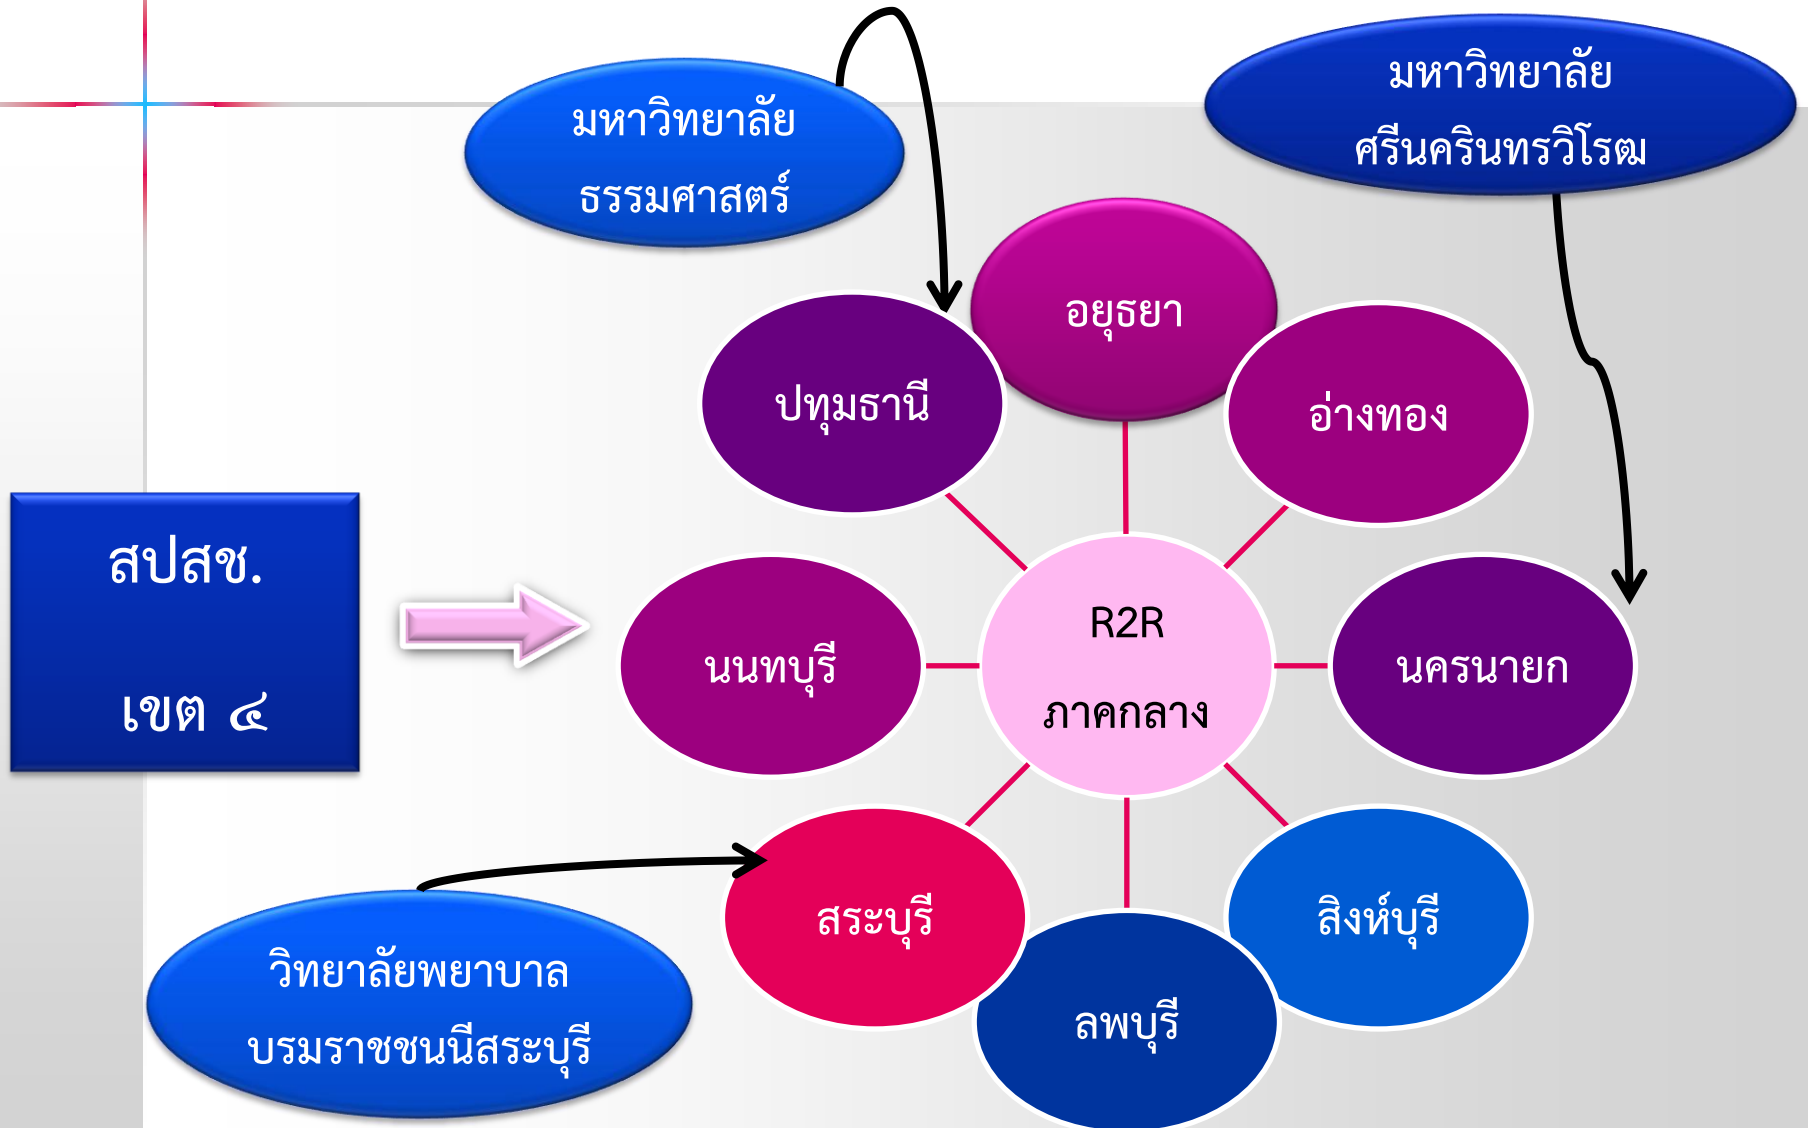 มหาวิทยาลัย
ธรรมศาสตร์
มหาวิทยาลัย
ศรีนครินทรวิโรฒ
อยุธยา
ปทุมธานี
อ่างทอง
สปสช.
เขต ๔
นนทบุรี
R2R
ภาคกลาง
นครนายก
สระบุรี
สิงห์บุรี
ลพบุรี
วิทยาลัยพยาบาล
บรมราชชนนีสระบุรี